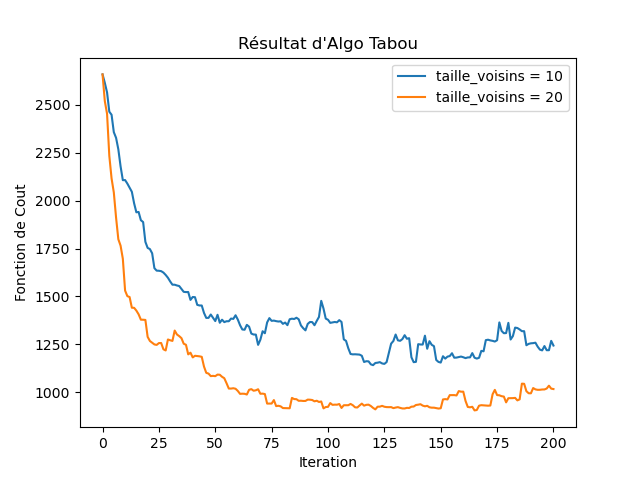 Résultat d'Algo Tabou
taille_voisins = 10
taille_voisins = 20
Fonction de Cout
2500
2250
2000
1750
1500
1250
1000
0 25 50 75 100 125 150 175 200
Iteration